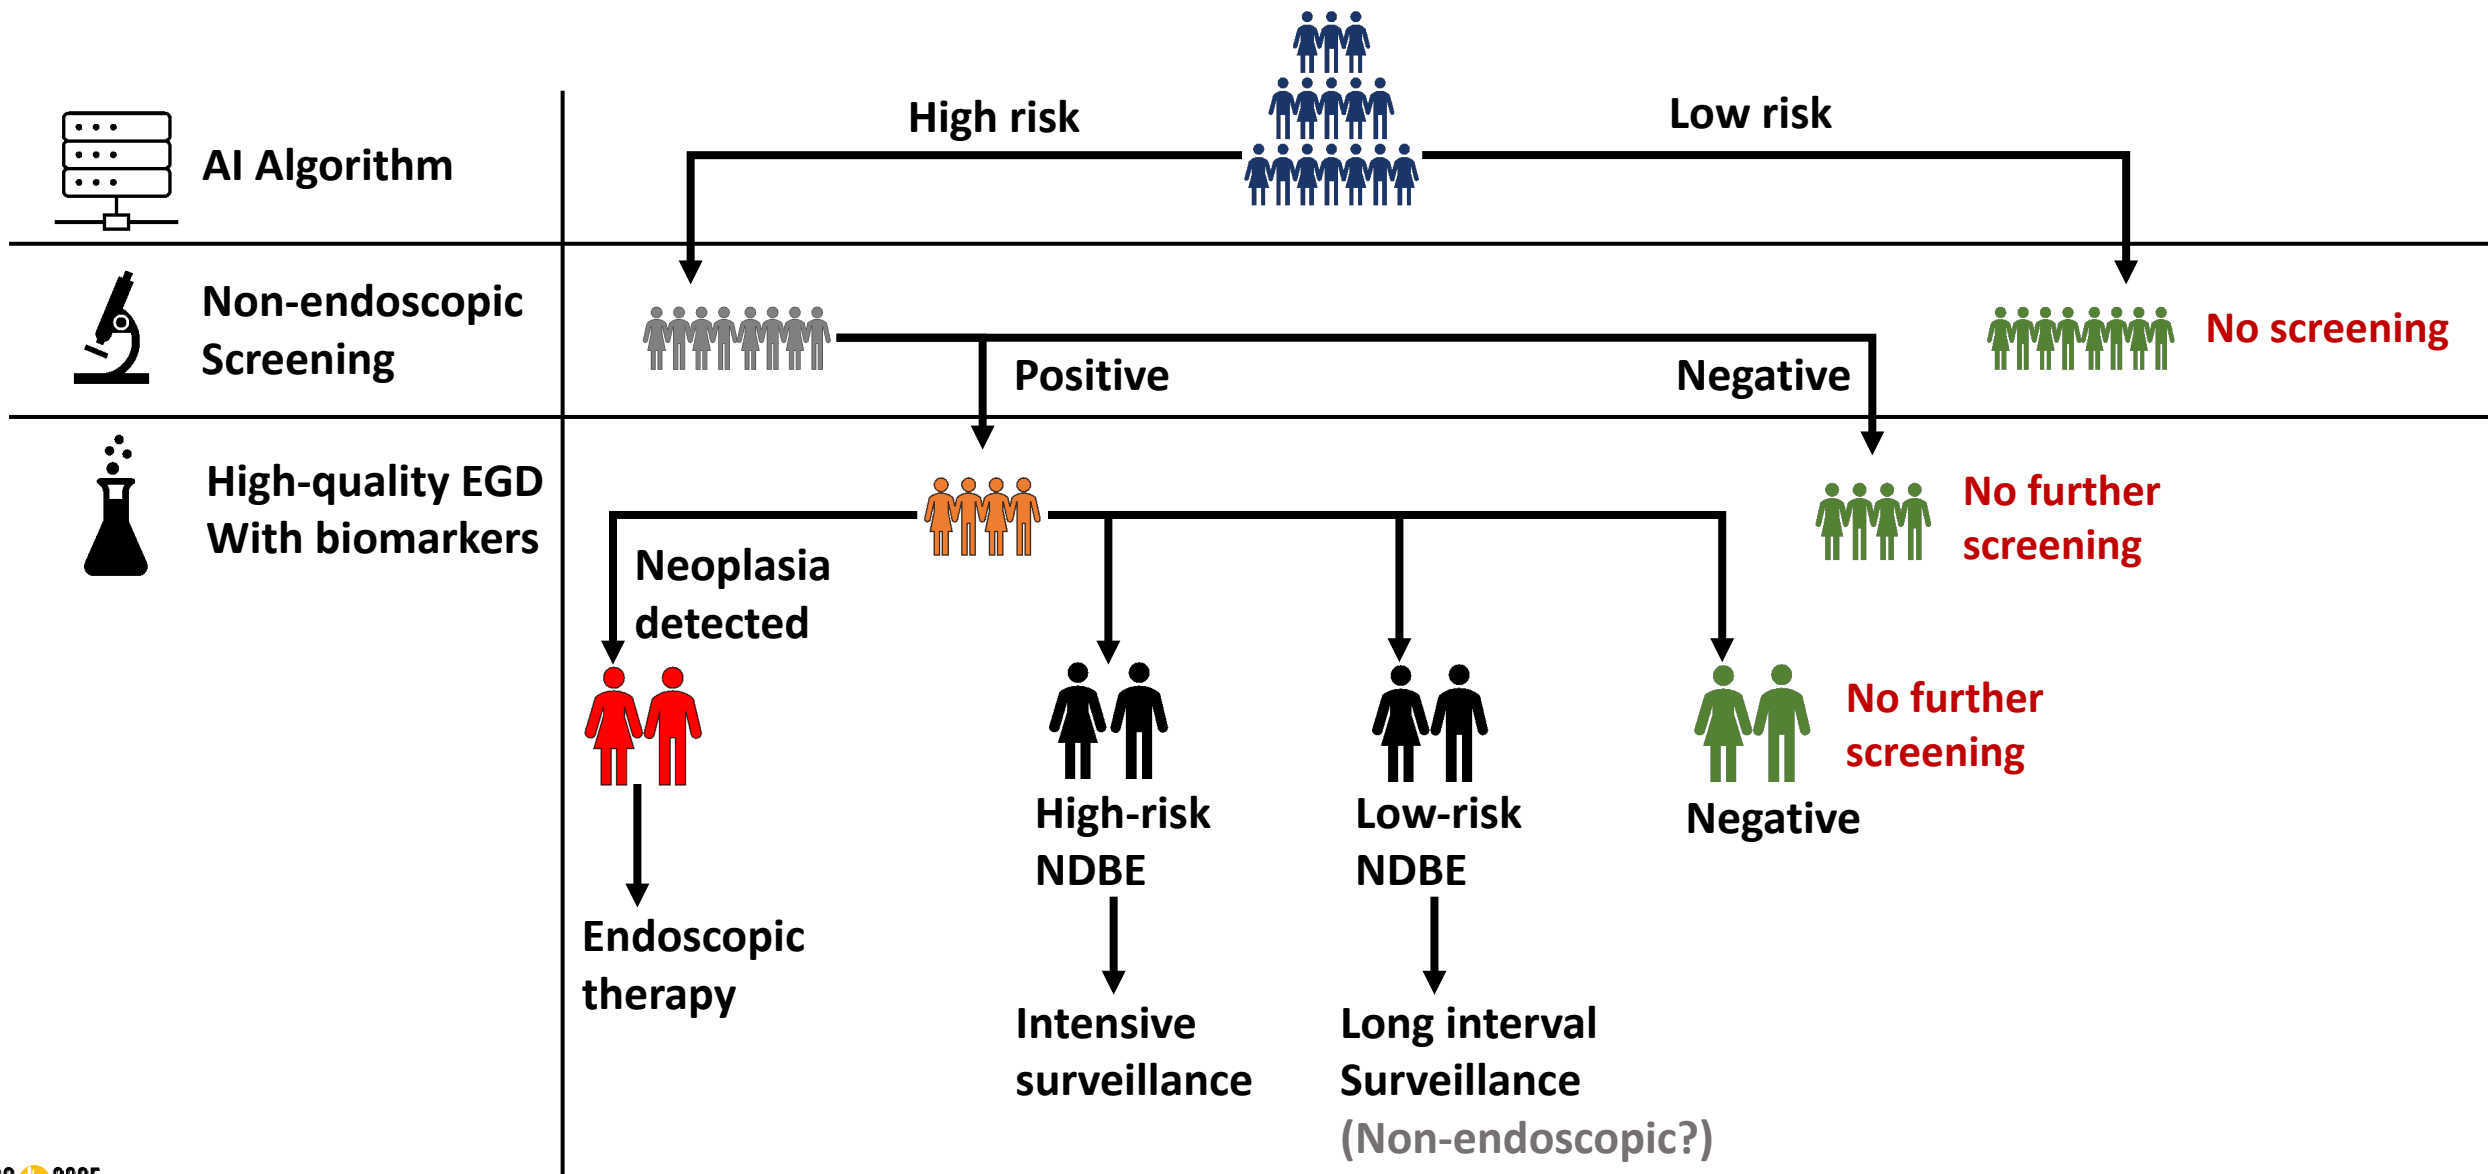 High risk
Low risk
AI Algorithm
Non-endoscopic
Screening
No screening
Positive
Negative
High-quality EGD
With biomarkers
No further
screening
Neoplasia
detected
No further
screening
High-risk
NDBE
Low-risk
NDBE
Negative
Endoscopic
therapy
Intensive
surveillance
Long interval
Surveillance
(Non-endoscopic?)